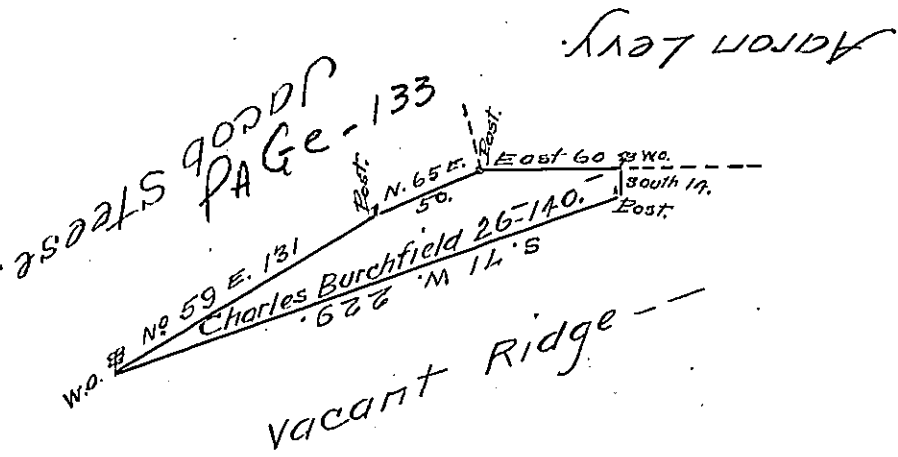 Aaron Levy.
Jacob Steese.
PAGe - 133
Post.
Post.
East 60
W.O.
South 14.
Post.
N. 65 E.
50.
No 59 E. 131
Charles Burchfield 26-140.
S. 71 W. 229.
W.O.
Vacant Ridge